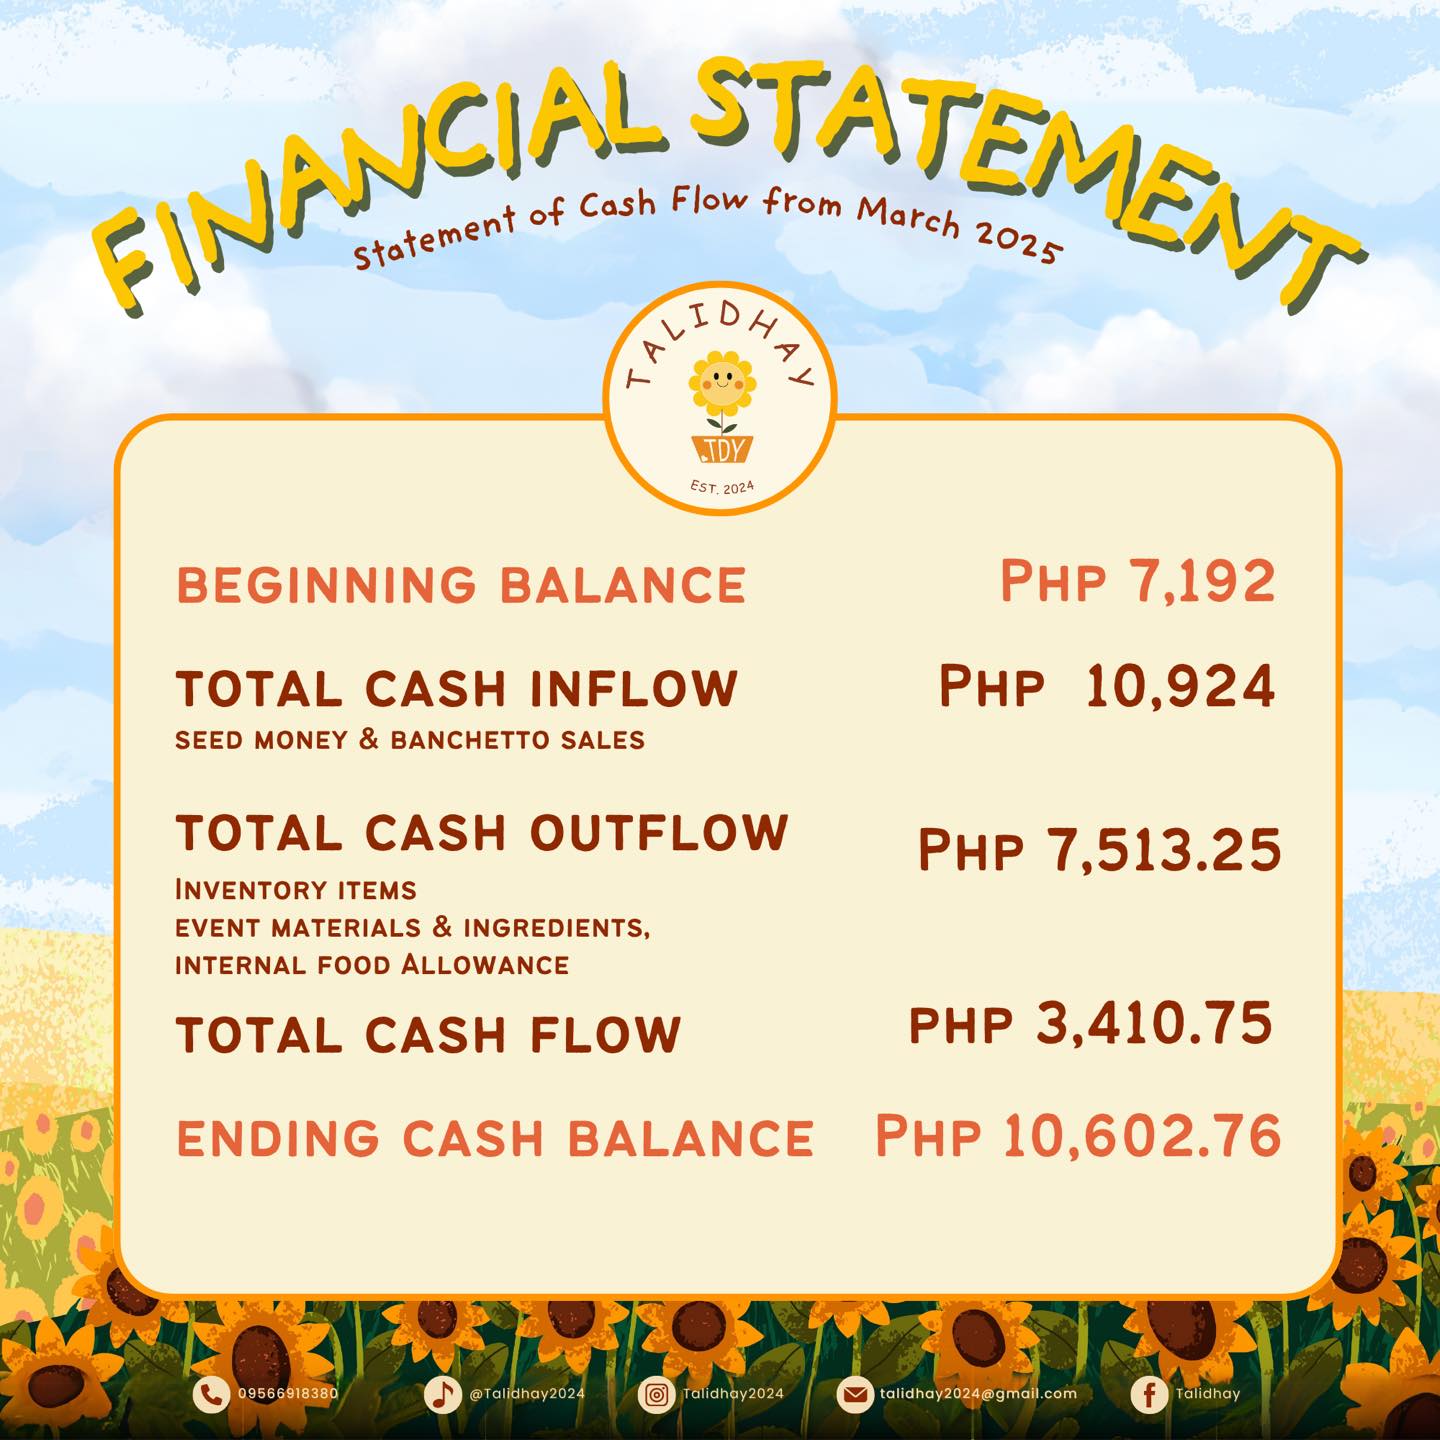 FINANCIAL STATEMENT
Statement of Cash Flow from March 2025
TALIDHAY
.TDY
EST. 2024
BEGINNING BALANCE PHP 7,192
TOTAL CASH INFLOW PHP 10,924
SEED MONEY & BANCHETTO SALES
TOTAL CASH OUTFLOW PHP 7,513.25
INVENTORY ITEMS
EVENT MATERIALS & INGREDIENTS,
INTERNAL FOOD ALLOWANCE
TOTAL CASH FLOW PHP 3,410.75
ENDING CASH BALANCE PHP 10,602.76
09566918380 @Talidhay2024 Talidhay2024 talidhay2024@gmail.com Talidhay